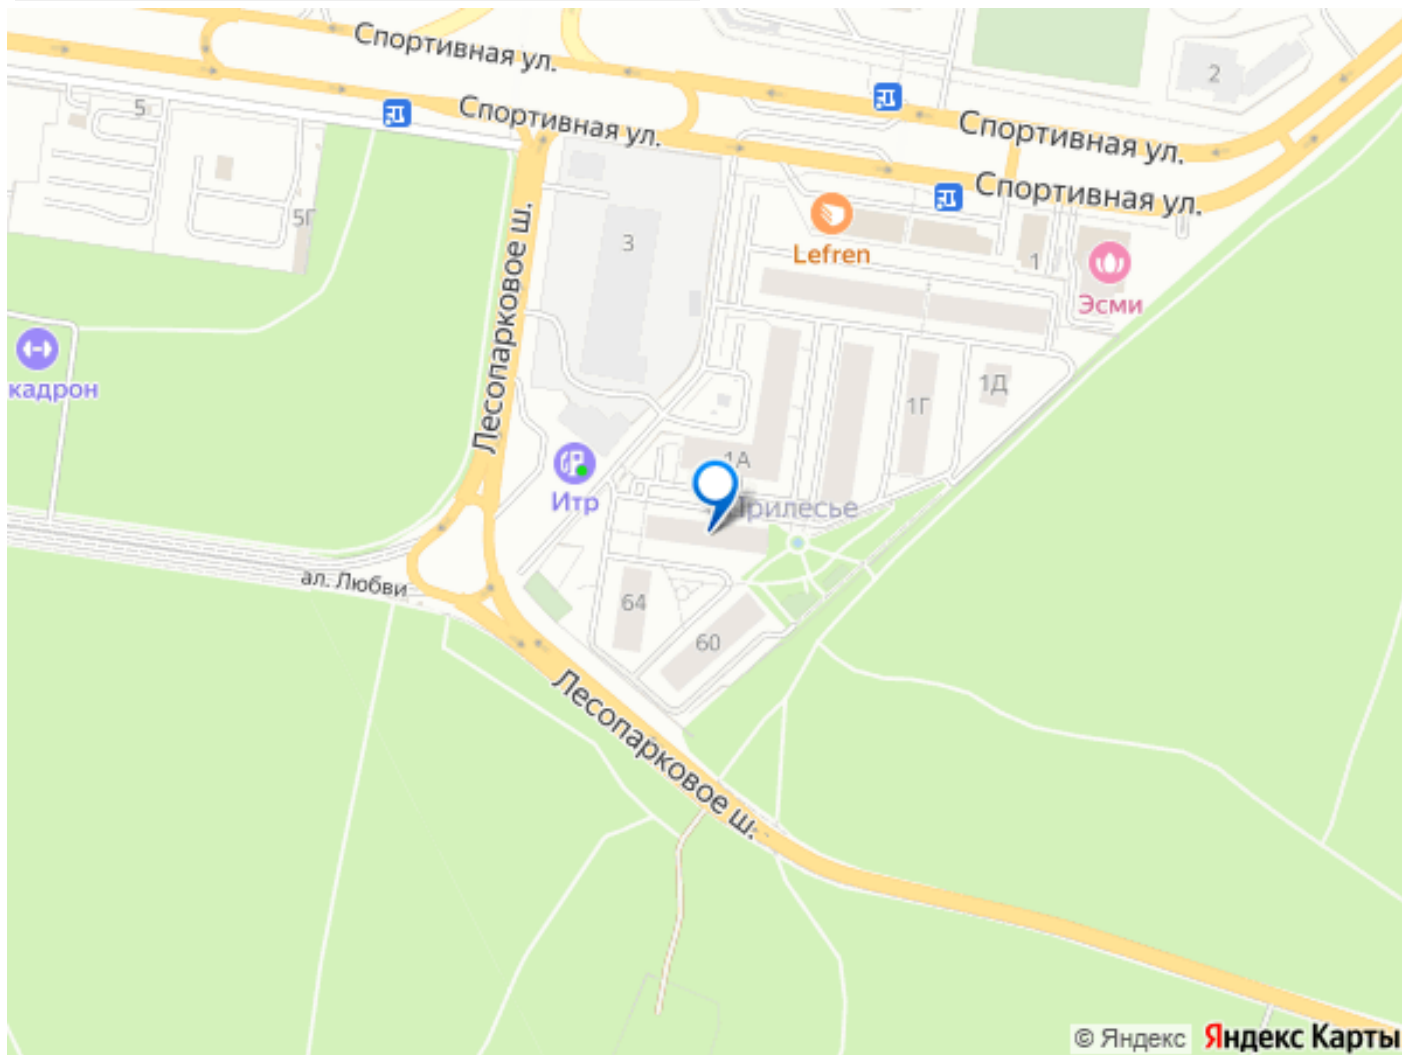 Спортивная ул.
Спортивная ул.
Спортивная ул.
Спортивная ул.
2
5
5Г
3
Lefren
1
Эсми
Лесопарковое ш.
кадрон
1Д
1Г
1А
Итр
Прилесье
ал. Любви
64
60
Лесопарковое ш.
© Яндекс Яндекс Карты